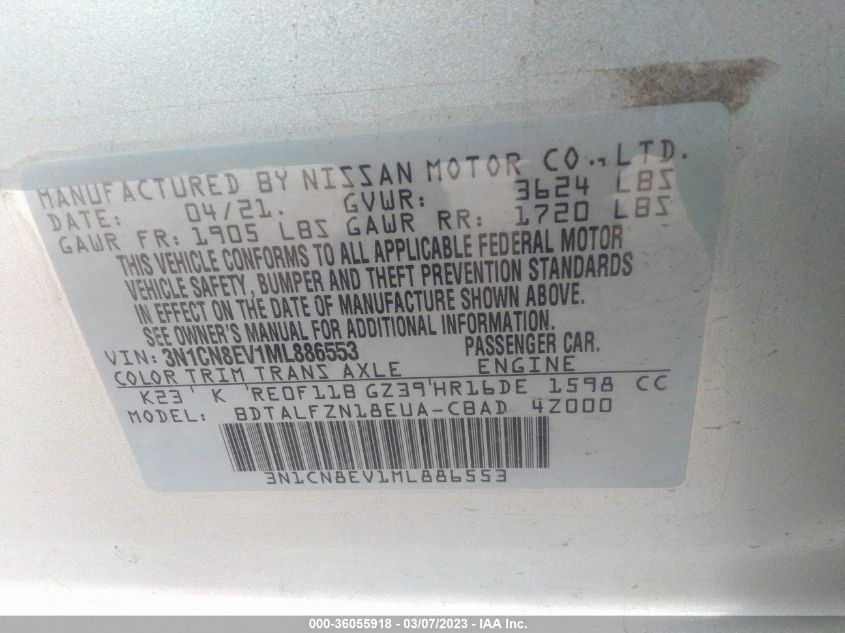 MANUFACTURED BY NISSAN MOTOR CO., LTD.
DATE: 04/21. GVWR: 3624 LBS
GAWR FR: 1905 LBS GAWR RR: 1720 LBS
THIS VEHICLE CONFORMS TO ALL APPLICABLE FEDERAL MOTOR
VEHICLE SAFETY, BUMPER AND THEFT PREVENTION STANDARDS
IN EFFECT ON THE DATE OF MANUFACTURE SHOWN ABOVE.
SEE OWNER'S MANUAL FOR ADDITIONAL INFORMATION.
VIN: 3N1CN8EV1ML886553 PASSENGER CAR.
COLOR TRIM TRANS AXLE ENGINE
K23 K RE0F11B GZ39 HR16DE 1598 CC
MODEL: BDTALFZN18EUA-CBAD 4Z000
3N1CN8EV1ML886553
000-36055918 - 03/07/2023 - IAA Inc.